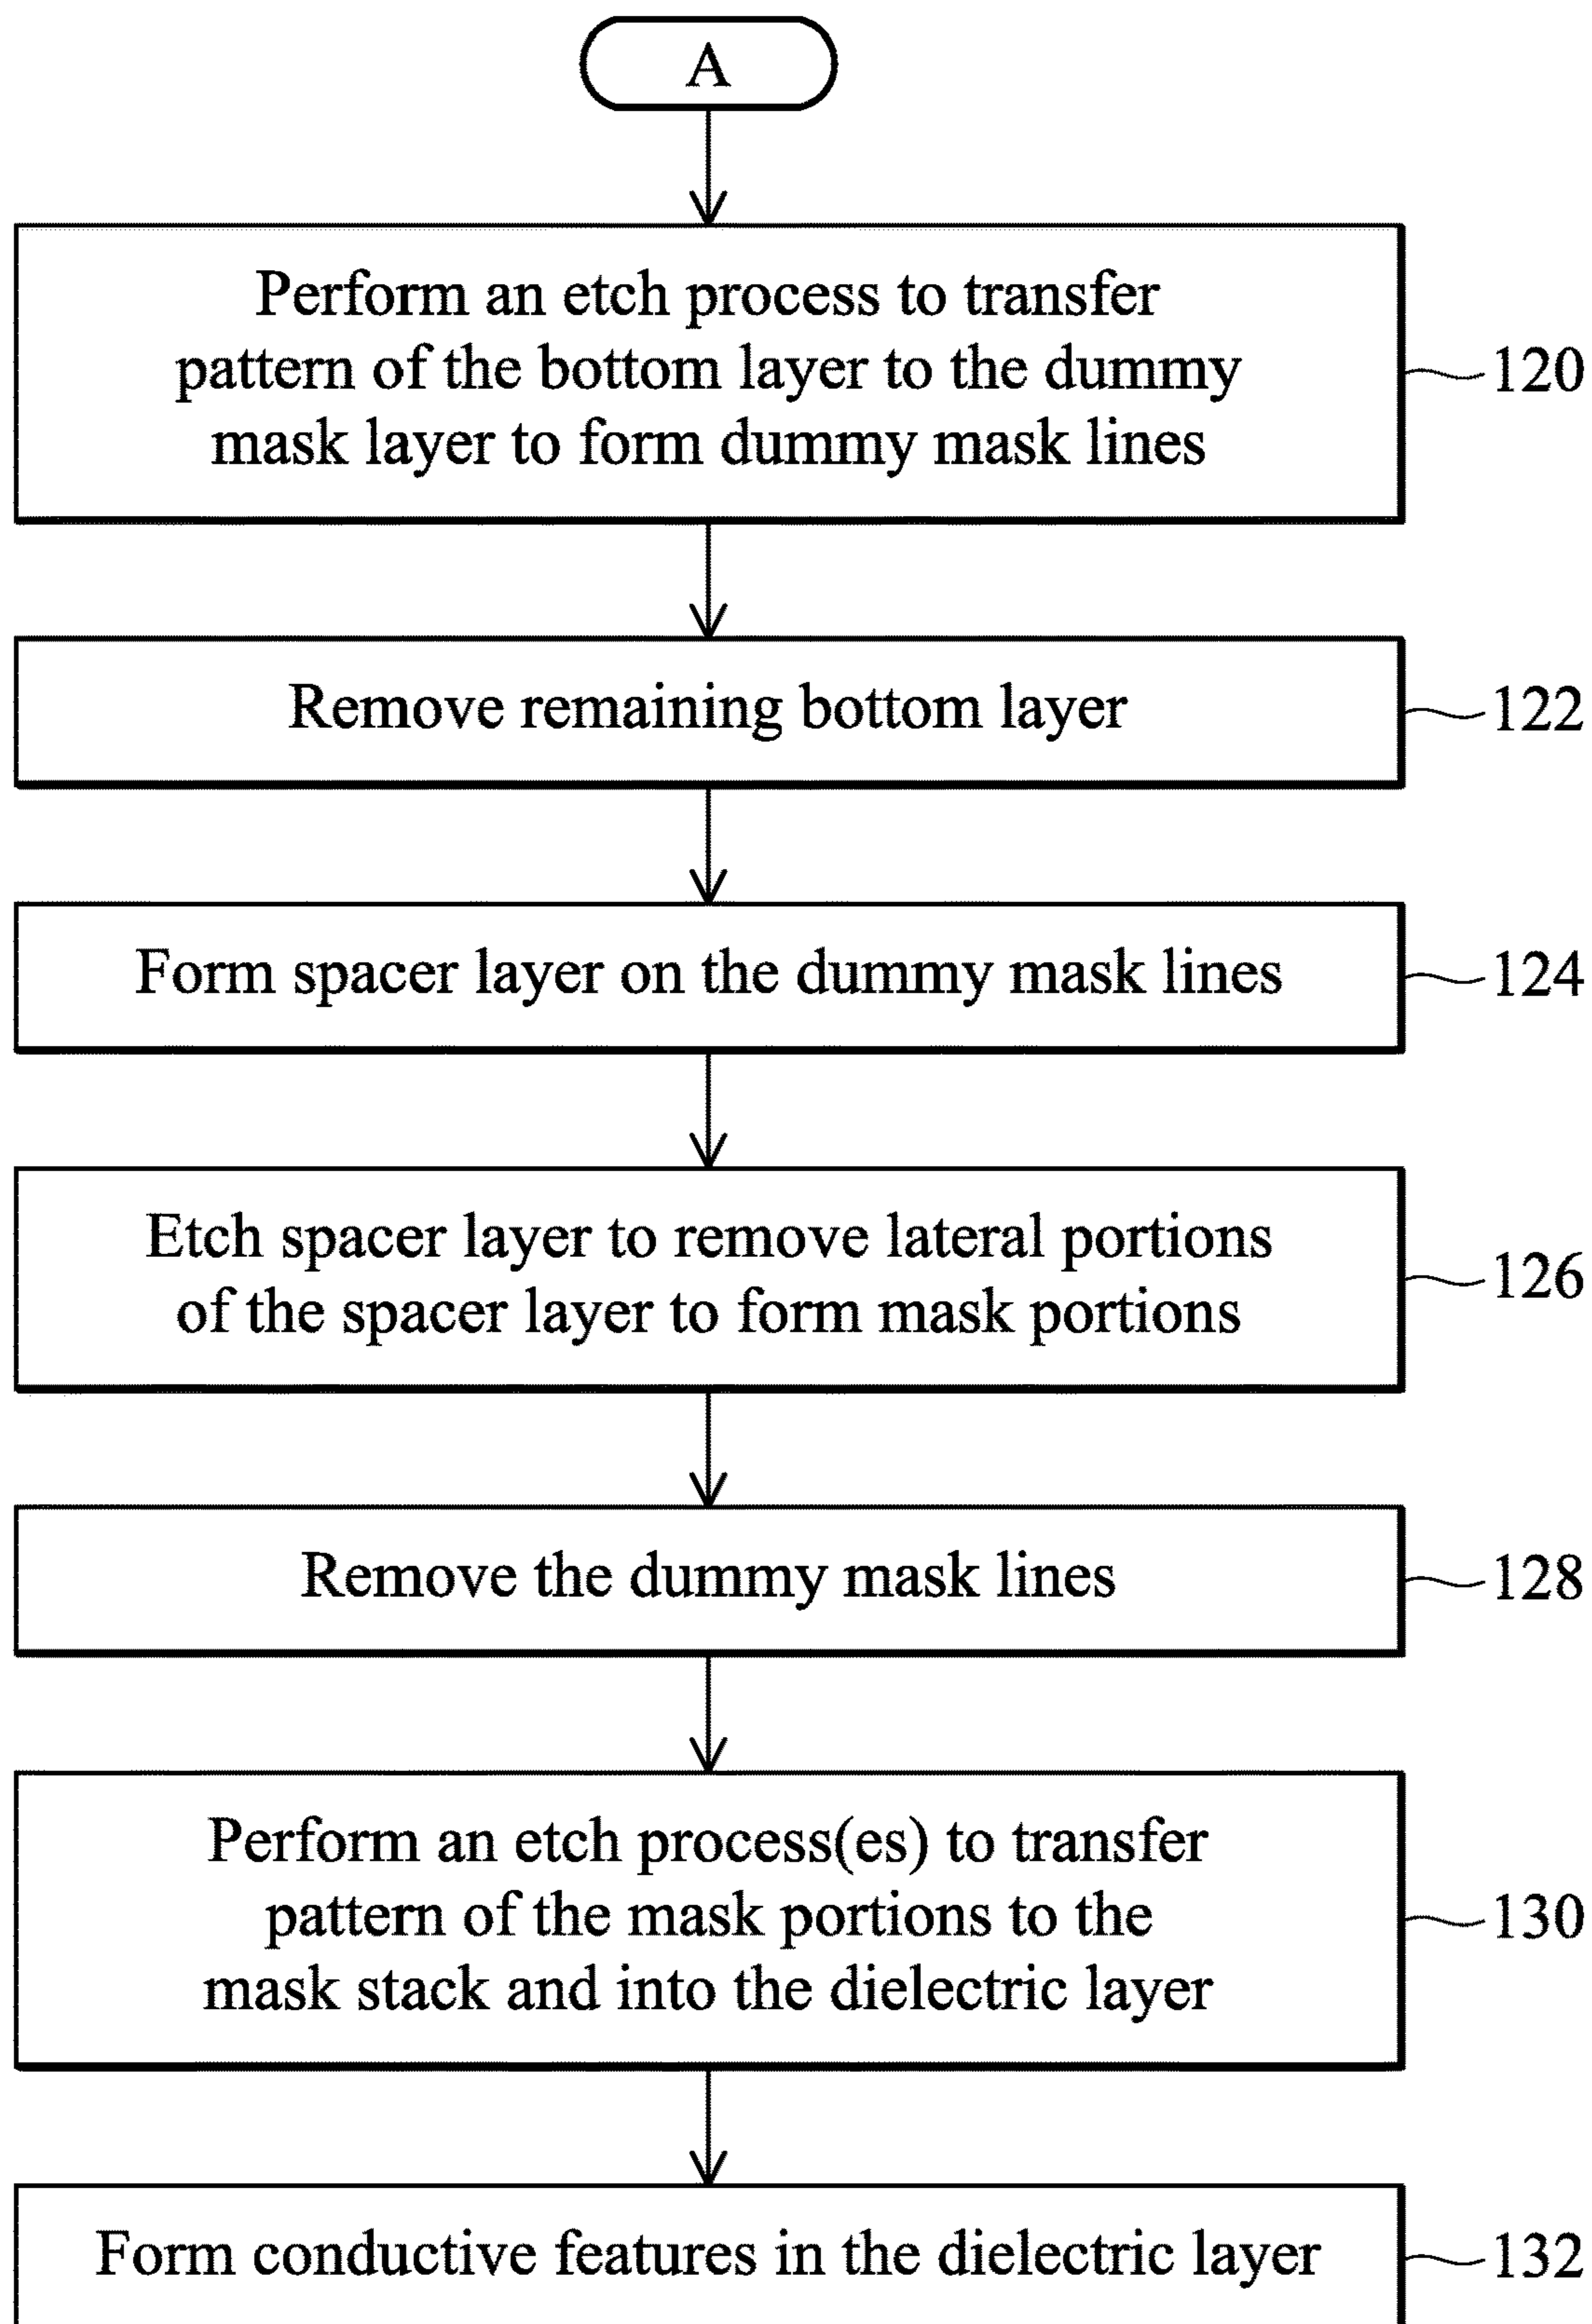 A
Perform an etch process to transfer
pattern of the bottom layer to the dummy
mask layer to form dummy mask lines
120
Remove remaining bottom layer
122
Form spacer layer on the dummy mask lines
124
Etch spacer layer to remove lateral portions
of the spacer layer to form mask portions
126
Remove the dummy mask lines
128
Perform an etch process(es) to transfer
pattern of the mask portions to the
mask stack and into the dielectric layer
130
Form conductive features in the dielectric layer
132